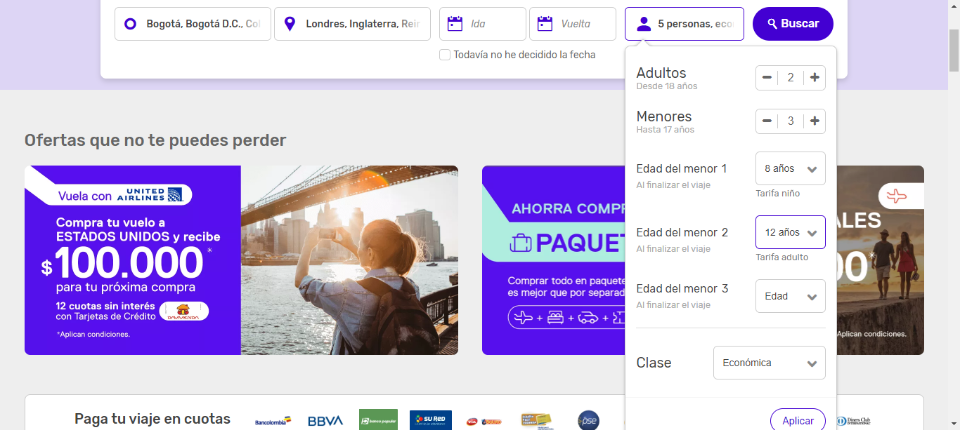 Bogotá, Bogotá D.C., Col
Londres, Inglaterra, Rein
Ida
Vuelta
5 personas, eco
Buscar
Todavía no he decidido la fecha
Adultos
Desde 18 años
2
Menores
Hasta 17 años
3
Edad del menor 1
Al finalizar el viaje
8 años
Tarifa niño
Edad del menor 2
Al finalizar el viaje
12 años
Tarifa adulto
Edad del menor 3
Al finalizar el viaje
Edad
Clase
Económica
Aplicar
Ofertas que no te puedes perder
Vuela con UNITED AIRLINES
Compra tu vuelo a
ESTADOS UNIDOS y recibe
$100.000*
para tu próxima compra
12 cuotas sin interés
con Tarjetas de Crédito
DAVIVIENDA
*Aplican condiciones.
AHORRA COMPR
PAQUET
Comprar todo en paquete
es mejor que por separad
ALES
00
Aplican condiciones.
Paga tu viaje en cuotas
Bancolombia
BBVA
banco popular
SU RED
pse
Diners Club